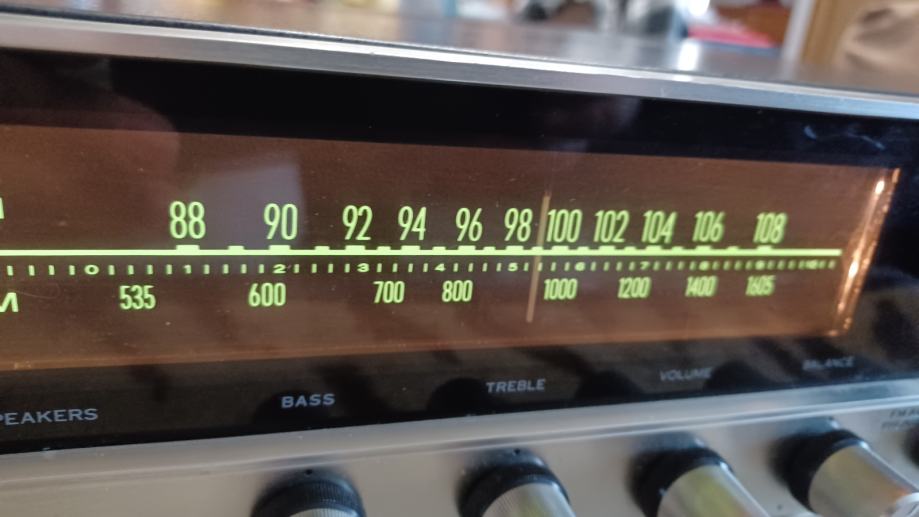 88 90 92 94 96 98 100 102 104 106 108
0 1 2 3 4 5 6 7 8 9 10
M 535 600 700 800 1000 1200 1400 1605
PEAKERS BASS TREBLE VOLUME BALANCE